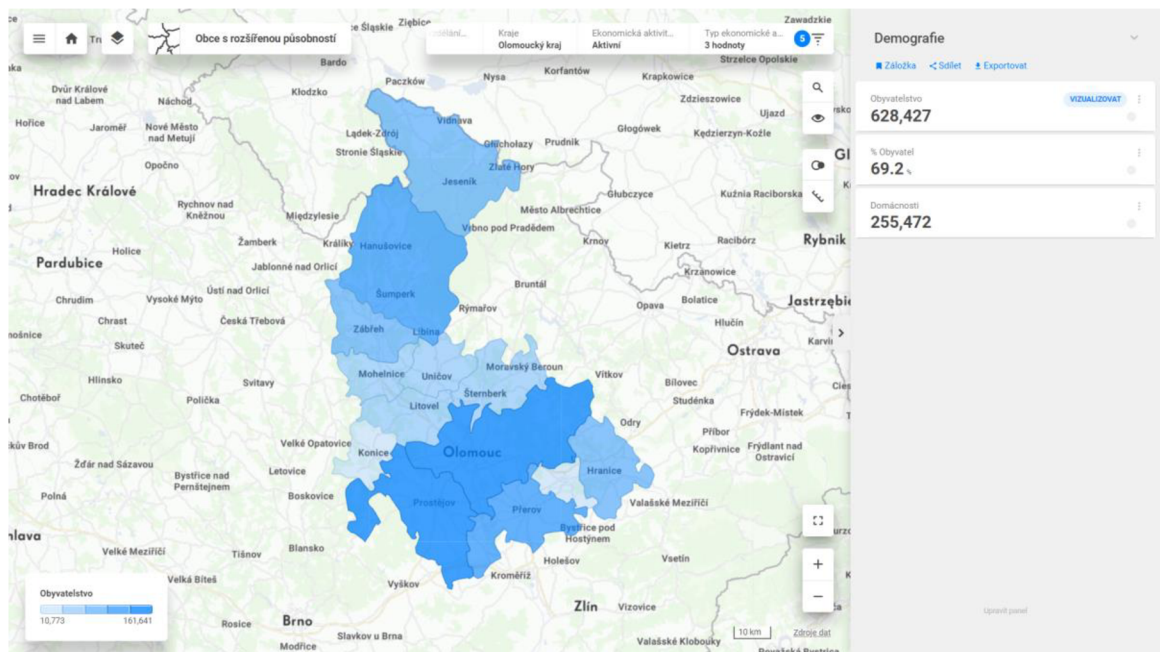 Obce s rozšířenou působností
Kraje
Olomoucký kraj
Ekonomická aktivit...
Aktivní
Typ ekonomické a...
3 hodnoty
5
Zawadzkie
Strzelce Opolskie
Ziębice
Bardo
Paczków
Nysa
Korfantów
Krapkowice
Dvůr Králové
nad Labem
Náchod
Kłodzko
Zdzieszowice
Ujazd
Hořice
Jaroměř
Nové Město
nad Metují
Vidnava
Lądek-Zdrój
Głuchołazy
Prudnik
Głogówek
Kędzierzyn-Koźle
Stronie Śląskie
Opočno
Zlaté Hory
Jeseník
Hradec Králové
Głubczyce
Kuźnia Raciborska
Rychnov nad
Kněžnou
Międzylesie
Město Albrechtice
Vrbno pod Pradědem
Žamberk
Králíky
Hanušovice
Krnov
Kietrz
Racibórz
Rybnik
Holice
Pardubice
Jablonné nad Orlicí
Krzanowice
Ústí nad Orlicí
Bruntál
Chrudim
Vysoké Mýto
Šumperk
Rýmařov
Opava
Bolatice
Jastrzębie
Chrast
Česká Třebová
Zábřeh
Libina
Hlučín
Skuteč
Karvi
Ostrava
Mohelnice
Uničov
Moravský Beroun
Vítkov
Hlinsko
Svitavy
Bílovec
Chotěboř
Polička
Šternberk
Studénka
Litovel
Frýdek-Místek
Odry
Příbor
Velké Opatovice
Konice
Olomouc
Kopřivnice
Frýdlant nad
Ostravicí
Žďár nad Sázavou
Letovice
Hranice
Bystřice nad
Pernštejnem
Polná
Boskovice
Prostějov
Přerov
Valašské Meziříčí
Bystřice pod
Hostýnem
Velké Meziříčí
Tišnov
Blansko
Holešov
Vsetín
Velká Bíteš
Vyškov
Kroměříž
Zlín
Vizovice
Rosice
Brno
Slavkov u Brna
Modřice
Valašské Klobouky
Považská Bystrica
10 km
Zdroje dat
Obyvatelstvo
10,773
161,641
Demografie
Záložka
Sdílet
Exportovat
Obyvatelstvo
VIZUALIZOVAT
628,427
% Obyvatel
69.2 %
Domácnosti
255,472
Upravit panel